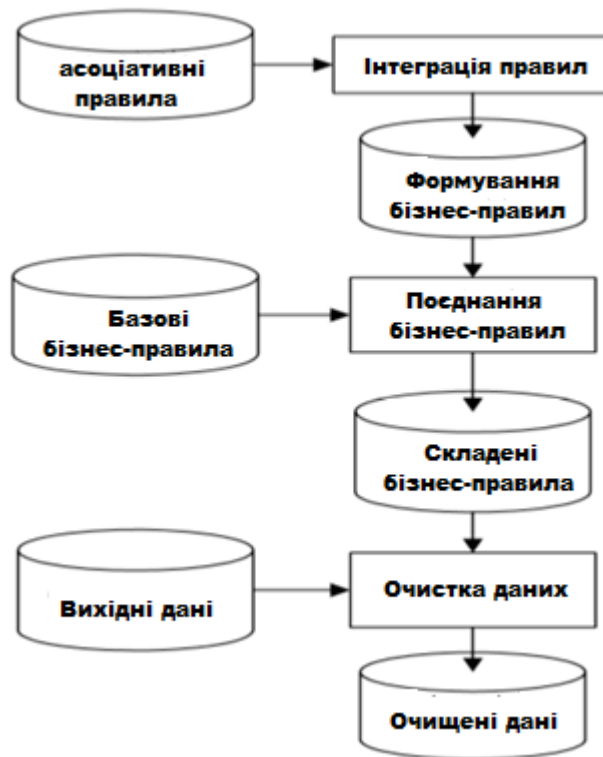 асоціативні
правила
Інтеграція правил
Формування
бізнес-правил
Базові
бізнес-правила
Поєднання
бізнес-правил
Складені
бізнес-правила
Вихідні дані
Очистка даних
Очищені дані